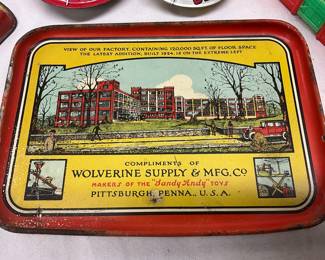 VIEW OF OUR FACTORY, CONTAINING 120,000 SQ.FT. OF FLOOR SPACE
THE LATEST ADDITION, BUILT 1924, IS ON THE EXTREME LEFT
COMPLIMENTS OF
WOLVERINE SUPPLY & MFG. CO
MAKERS OF THE "Sandy Andy" TOYS
PITTSBURGH, PENNA., U.S.A.